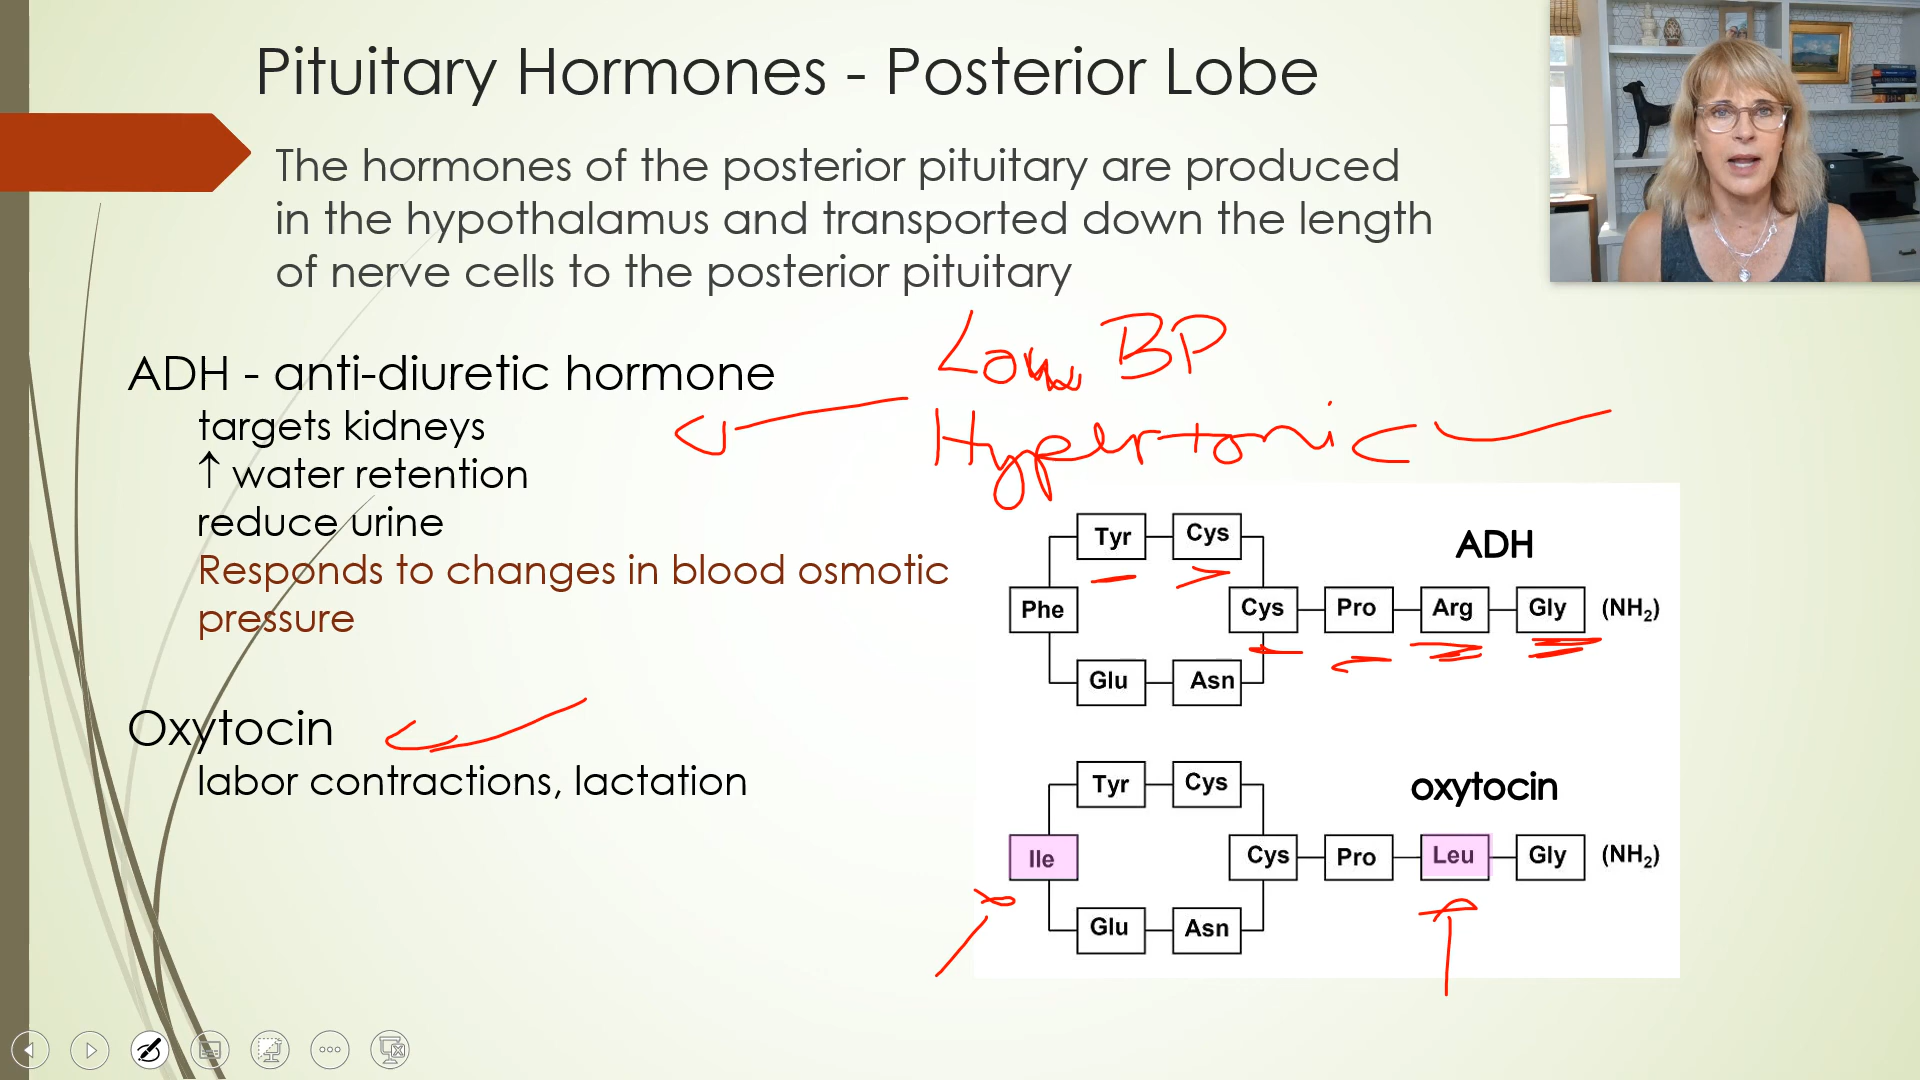 Pituitary Hormones - Posterior Lobe
The hormones of the posterior pituitary are produced
in the hypothalamus and transported down the length
of nerve cells to the posterior pituitary
Low BP
Hypertonic
ADH - anti-diuretic hormone
targets kidneys
↑ water retention
reduce urine
Responds to changes in blood osmotic
pressure
Oxytocin
labor contractions, lactation
ADH
Tyr Cys
Phe Cys Pro Arg Gly (NH₂)
Glu Asn
oxytocin
Tyr Cys
Ile Cys Pro Leu Gly (NH₂)
Glu Asn